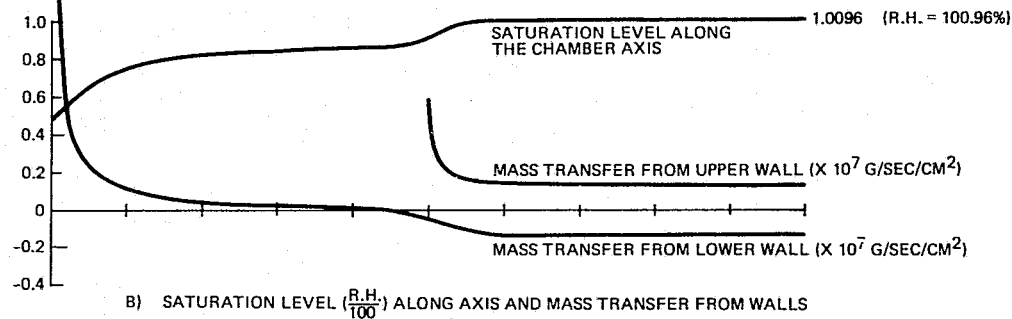 1.0
0.8
0.6
0.4
0.2
0
-0.2
-0.4
1.0096 (R.H. = 100.96%)
SATURATION LEVEL ALONG
THE CHAMBER AXIS
MASS TRANSFER FROM UPPER WALL (X 10⁷ G/SEC/CM²)
MASS TRANSFER FROM LOWER WALL (X 10⁷ G/SEC/CM²)
B) SATURATION LEVEL (R.H./100) ALONG AXIS AND MASS TRANSFER FROM WALLS